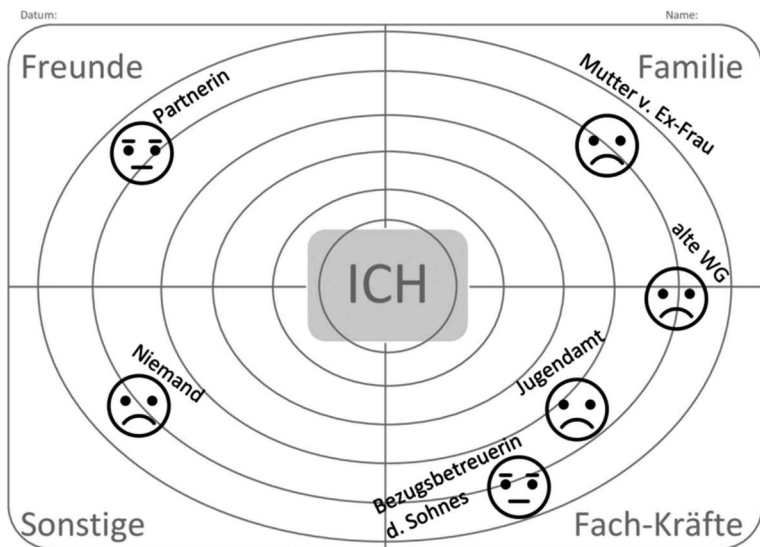 Datum:
Name:
Freunde
Familie
Partnerin
Mutter v. Ex-Frau
alte WG
ICH
Niemand
Jugendamt
Bezugsbetreuerin
d. Sohnes
Sonstige
Fach-Kräfte